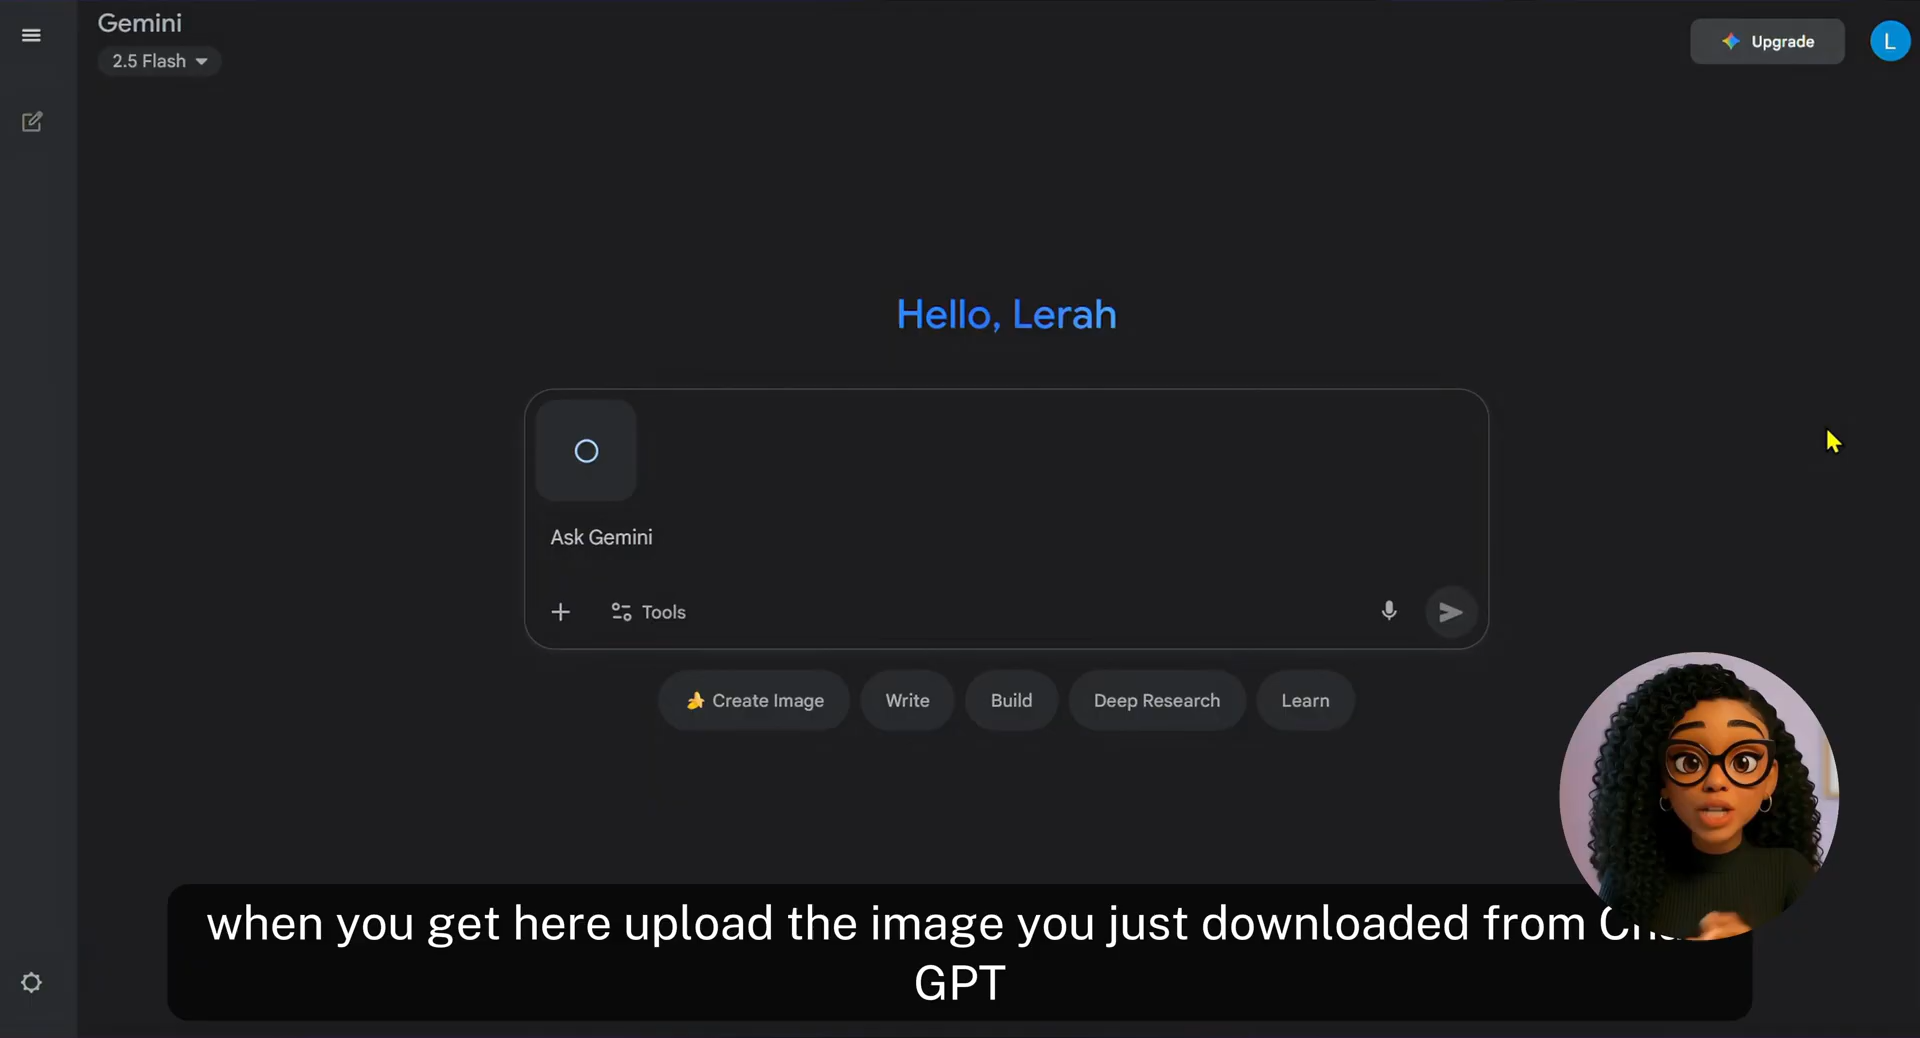 Gemini
2.5 Flash
Upgrade
L
Hello, Lerah
Ask Gemini
Tools
Create Image
Write
Build
Deep Research
Learn
when you get here upload the image you just downloaded from
GPT